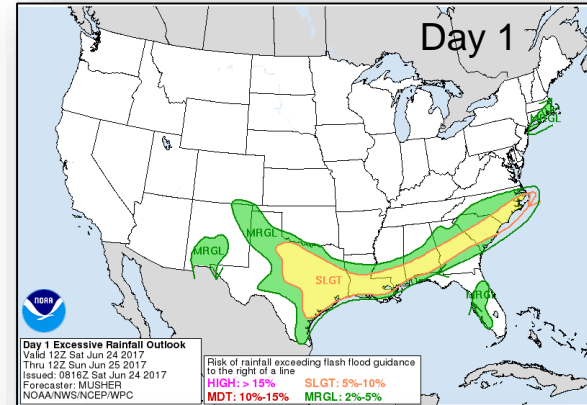 Day 1
MRGL
MRGL
MRGL
SLGT
MRGL
NOAA
Day 1 Excessive Rainfall Outlook
Valid 12Z Sat Jun 24 2017
Thru 12Z Sun Jun 25 2017
Issued: 0816Z Sat Jun 24 2017
Forecaster: MUSHER
NOAA/NWS/NCEP/WPC
Risk of rainfall exceeding flash flood guidance
to the right of a line
HIGH: > 15% SLGT: 5%-10%
MDT: 10%-15% MRGL: 2%-5%